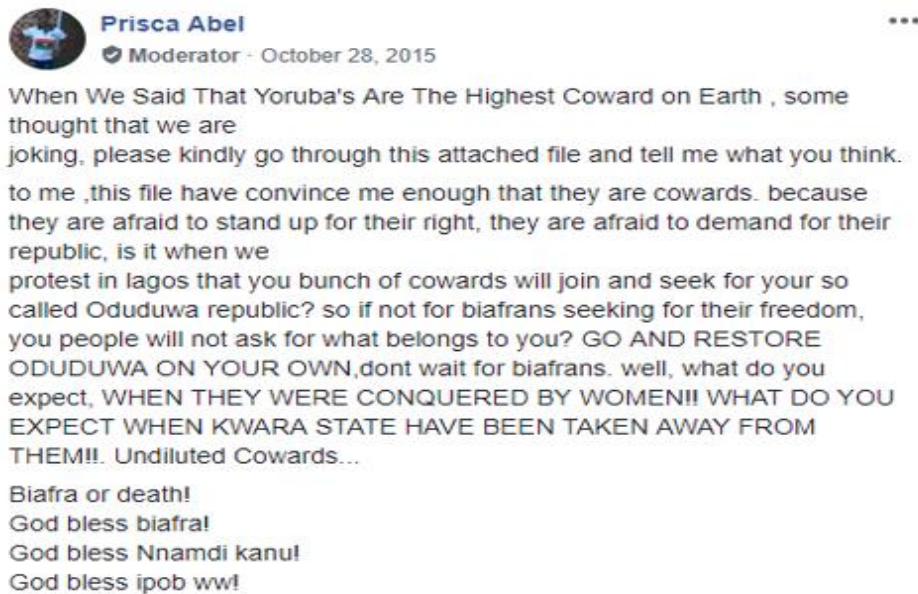 Prisca Abel
Moderator · October 28, 2015
When We Said That Yoruba's Are The Highest Coward on Earth , some
thought that we are
joking, please kindly go through this attached file and tell me what you think.
to me ,this file have convince me enough that they are cowards. because
they are afraid to stand up for their right, they are afraid to demand for their
republic, is it when we
protest in lagos that you bunch of cowards will join and seek for your so
called Oduduwa republic? so if not for biafrans seeking for their freedom,
you people will not ask for what belongs to you? GO AND RESTORE
ODUDUWA ON YOUR OWN,dont wait for biafrans. well, what do you
expect, WHEN THEY WERE CONQUERED BY WOMEN!! WHAT DO YOU
EXPECT WHEN KWARA STATE HAVE BEEN TAKEN AWAY FROM
THEM!!. Undiluted Cowards...
Biafra or death!
God bless biafra!
God bless Nnamdi kanu!
God bless ipob ww!